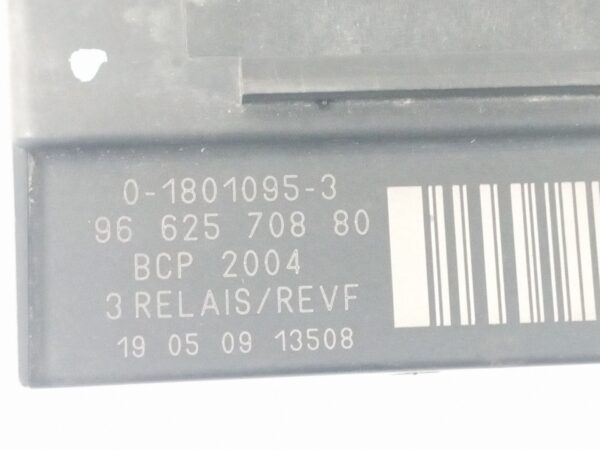 0-1801095-3
96 625 708 80
BCP 2004
3 RELAIS/REVF
19 05 09 13508